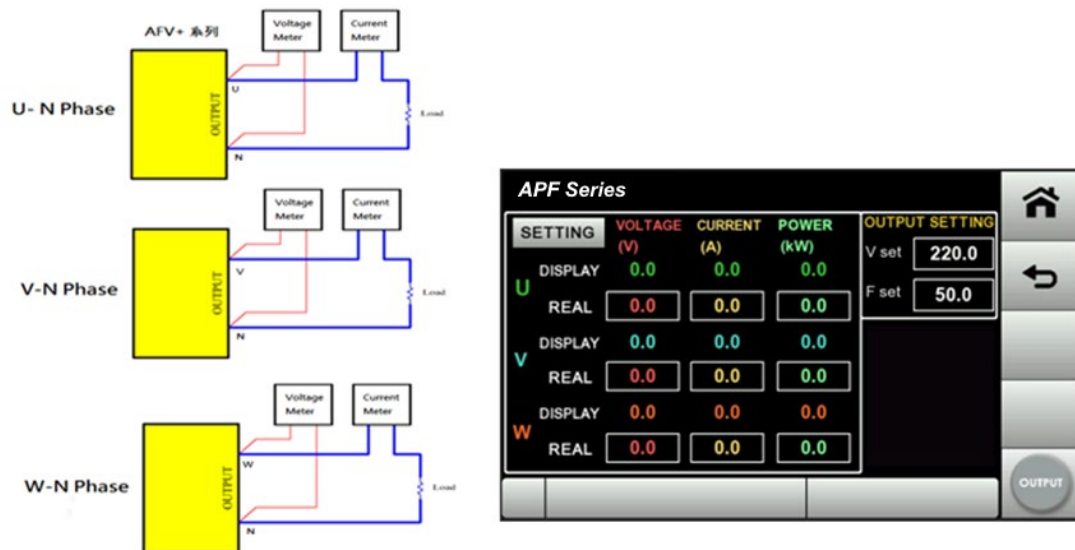 AFV+ 系列
Voltage
Meter
Current
Meter
U- N Phase
OUTPUT
U
N
Load
Voltage
Meter
Current
Meter
V-N Phase
OUTPUT
V
N
Load
Voltage
Meter
Current
Meter
W-N Phase
OUTPUT
W
N
Load
APF Series
SETTING VOLTAGE CURRENT POWER
(V) (A) (kW)
U
DISPLAY 0.0 0.0 0.0
REAL 0.0 0.0 0.0
V
DISPLAY 0.0 0.0 0.0
REAL 0.0 0.0 0.0
W
DISPLAY 0.0 0.0 0.0
REAL 0.0 0.0 0.0
OUTPUT SETTING
V set 220.0
F set 50.0
OUTPUT